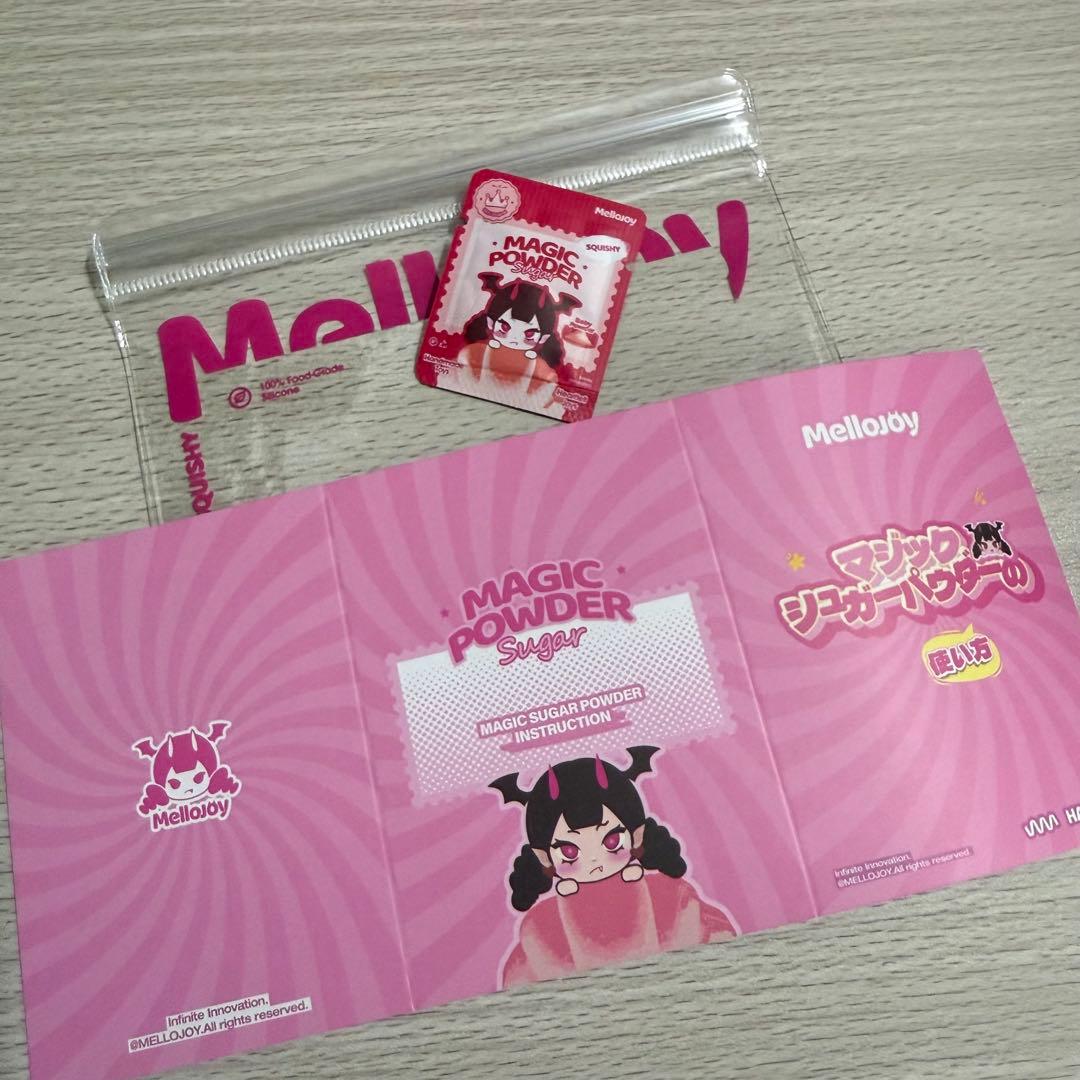 Mellojoy
100% Food-Grade
Silicone
SQUISHY
Mellojoy
SQUISHY
MAGIC
POWDER
Sugar
Mellojoy
Infinite Innovation.
@MELLOJOY.All rights reserved.
MAGIC
POWDER
Sugar
MAGIC SUGAR POWDER
INSTRUCTION
Mellojoy
マジック
シュガーパウダーの
使い方
HA
Infinite Innovation.
@MELLOJOY.All rights reserved.